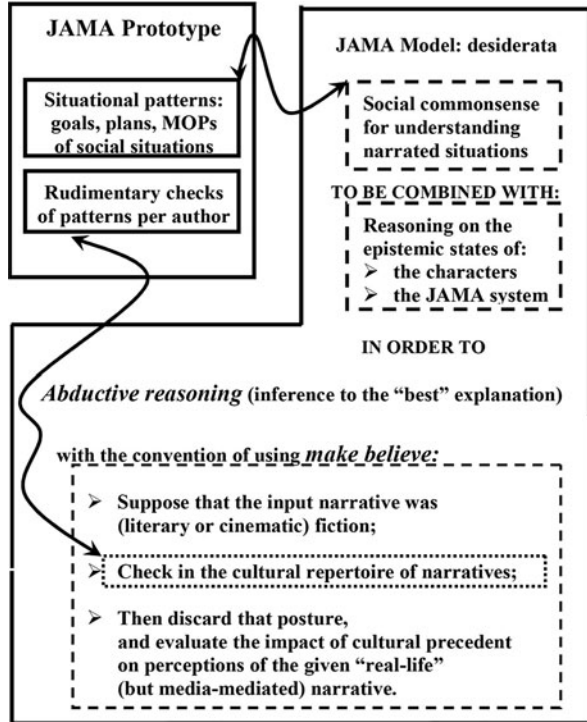 JAMA Prototype
Situational patterns:
goals, plans, MOPs
of social situations
Rudimentary checks
of patterns per author
JAMA Model: desiderata
Social commonsense
for understanding
narrated situations
TO BE COMBINED WITH:
Reasoning on the
epistemic states of:
➢ the characters
➢ the JAMA system
IN ORDER TO
Abductive reasoning (inference to the “best” explanation)
with the convention of using make believe:
➢ Suppose that the input narrative was
(literary or cinematic) fiction;
➢ Check in the cultural repertoire of narratives;
➢ Then discard that posture,
and evaluate the impact of cultural precedent
on perceptions of the given “real-life”
(but media-mediated) narrative.